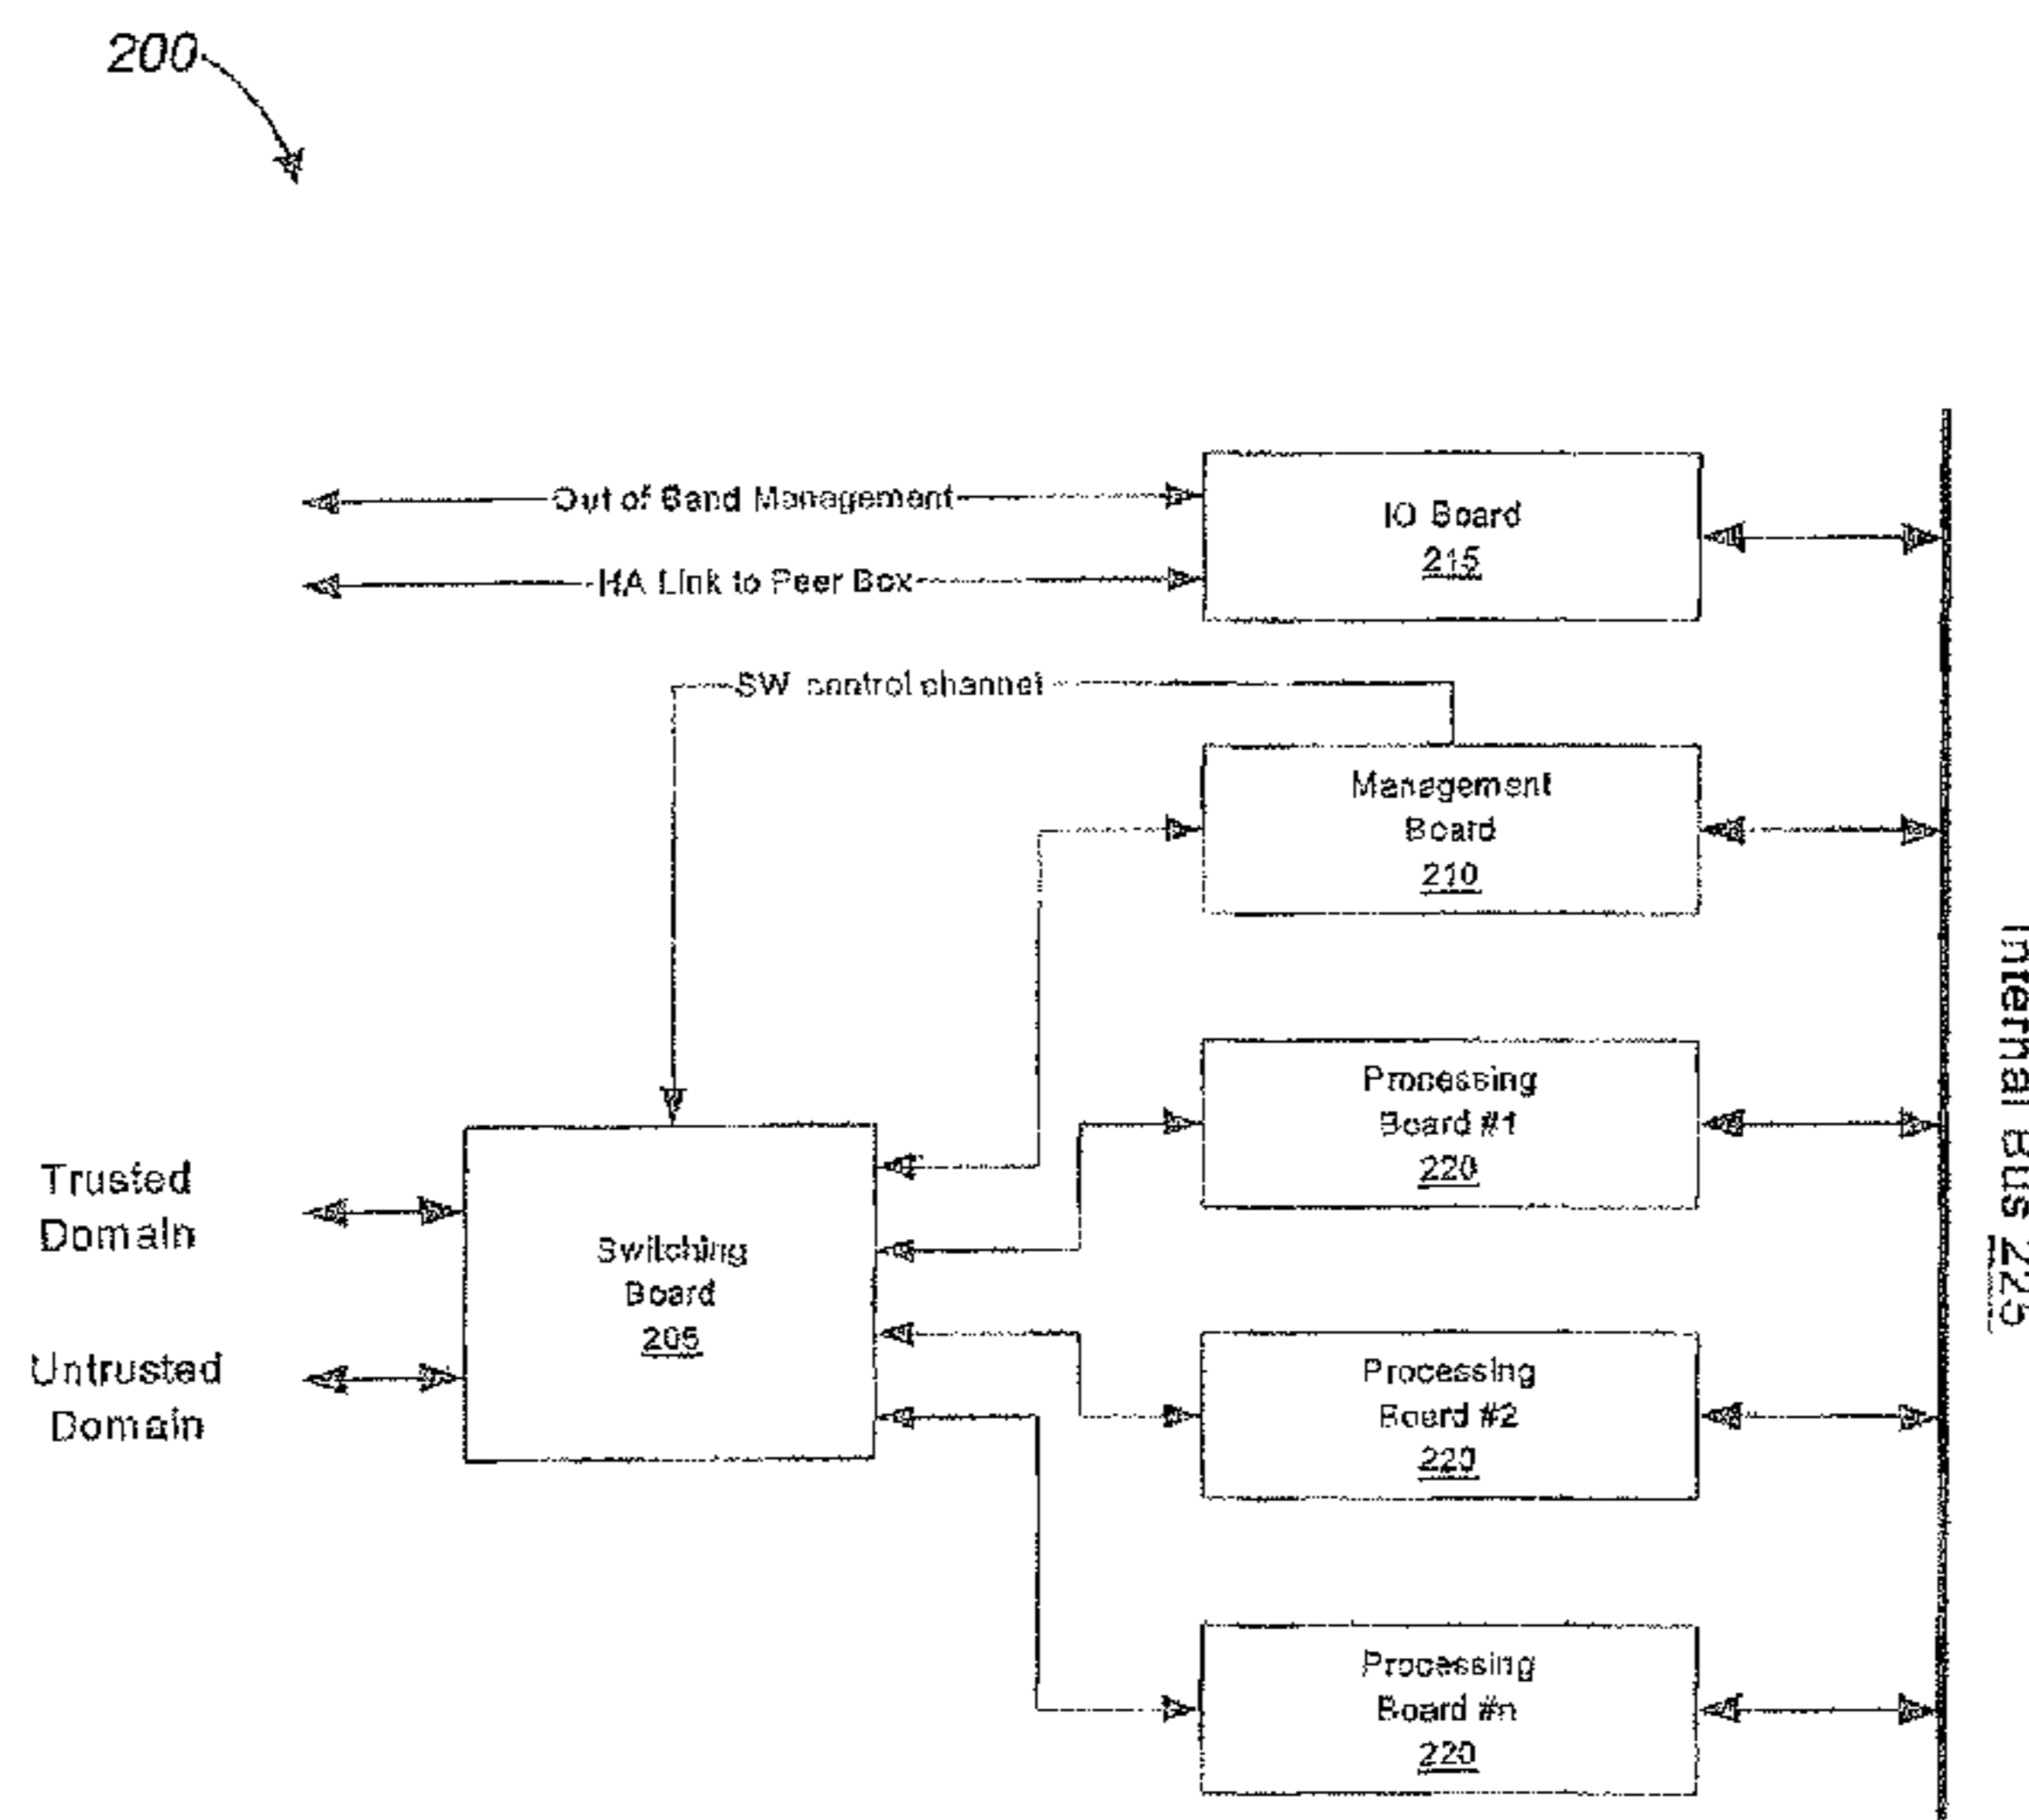 200
Out of Band Management
IO Board
215
HA Link to Peer Box
SW control channel
Management
Board
210
Processing
Board #1
220
Trusted
Domain
Switching
Board
205
Untrusted
Domain
Processing
Board #2
220
Processing
Board #n
220
Internal Bus 225